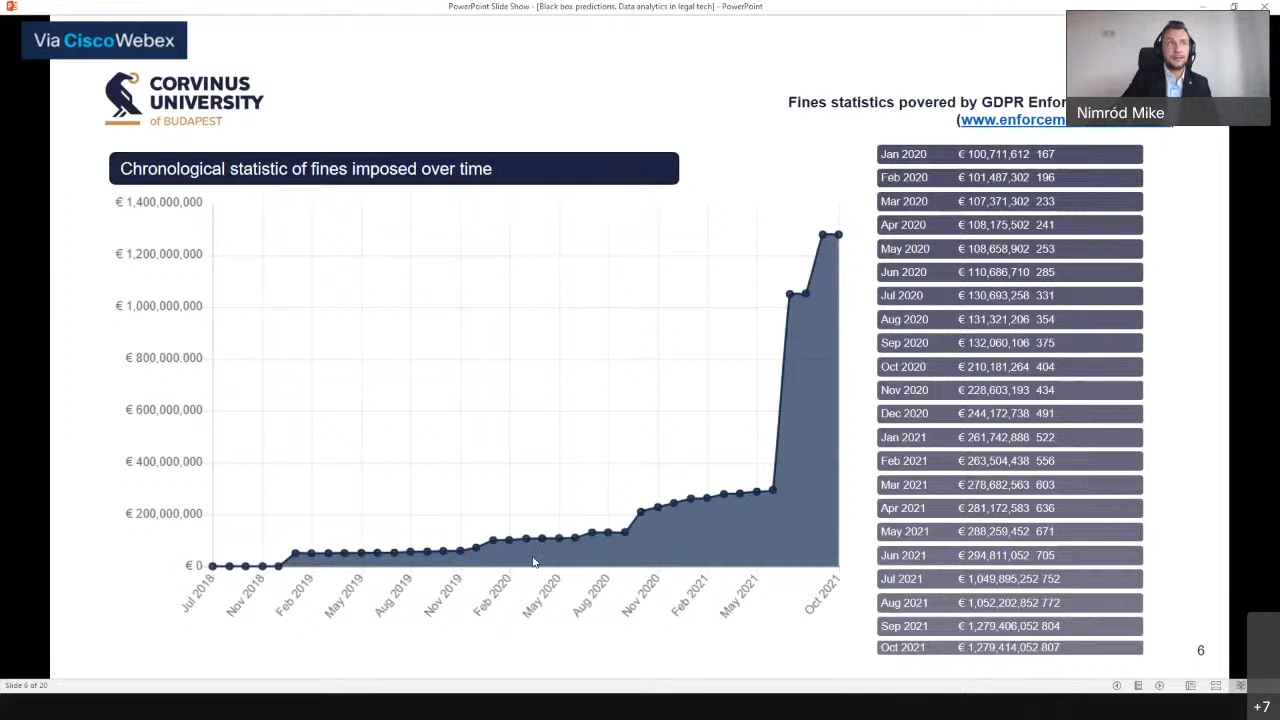 PowerPoint Slide Show - [Black box predictions. Data analytics in legal tech] - PowerPoint
Via CiscoWebex
CORVINUS
UNIVERSITY
of BUDAPEST
Fines statistics povered by GDPR
(www.enforcem
Nimród Mike
Chronological statistic of fines imposed over time
€ 1,400,000,000
€ 1,200,000,000
€ 1,000,000,000
€ 800,000,000
€ 600,000,000
€ 400,000,000
€ 200,000,000
€ 0
Jul 2018
Nov 2018
Feb 2019
May 2019
Aug 2019
Nov 2019
Feb 2020
May 2020
Aug 2020
Nov 2020
Feb 2021
May 2021
Oct 2021
Jan 2020 € 100,711,612 167
Feb 2020 € 101,487,302 196
Mar 2020 € 107,371,302 233
Apr 2020 € 108,175,502 241
May 2020 € 108,658,902 253
Jun 2020 € 110,686,710 285
Jul 2020 € 130,693,258 331
Aug 2020 € 131,321,206 354
Sep 2020 € 132,060,106 375
Oct 2020 € 210,181,264 404
Nov 2020 € 228,603,193 434
Dec 2020 € 244,172,738 491
Jan 2021 € 261,742,888 522
Feb 2021 € 263,504,438 556
Mar 2021 € 278,682,563 603
Apr 2021 € 281,172,583 636
May 2021 € 288,259,452 671
Jun 2021 € 294,811,052 705
Jul 2021 € 1,049,895,252 752
Aug 2021 € 1,052,202,852 772
Sep 2021 € 1,279,406,052 804
Oct 2021 € 1,279,414,052 807
6
Slide 6 of 20
+7